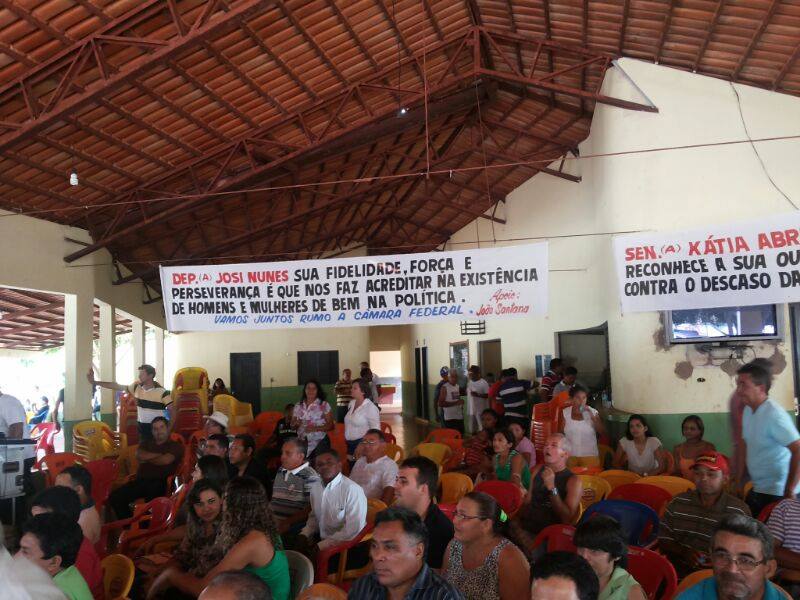 DEP.(A) JOSI NUNES SUA FIDELIDADE, FORÇA E
PERSEVERANÇA É QUE NOS FAZ ACREDITAR NA EXISTÊNCIA
DE HOMENS E MULHERES DE BEM NA POLÍTICA.
VAMOS JUNTOS RUMO A CÂMARA FEDERAL.
Apoio:
João Santana
SEN.(A) KÁTIA ABR
RECONHECE A SUA QU
CONTRA O DESCASO DA